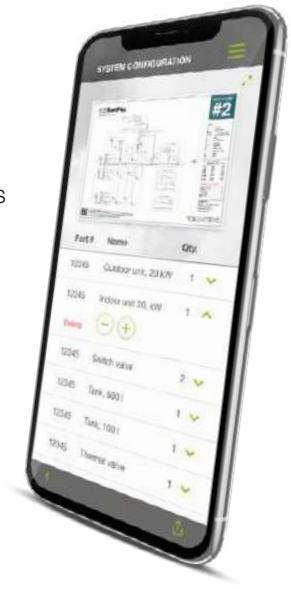 s
SYSTEM CONFIGURATION
#2
Part# Name Qty.
12345 Outdoor unit, 20 kW 1
12345 Indoor unit 20, kW 1
12345 Switch valve 2
12345 Tank, 500 l 1
12345 Tank, 100 l 1
12345 Thermal valve 1